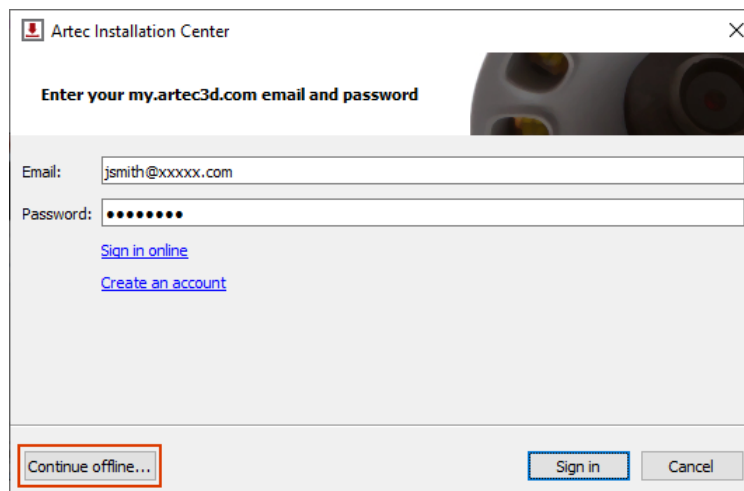 Artec Installation Center
Enter your my.artec3d.com email and password
Email: jsmith@xxxxx.com
Password: ●●●●●●●●
Sign in online
Create an account
Continue offline... Sign in Cancel